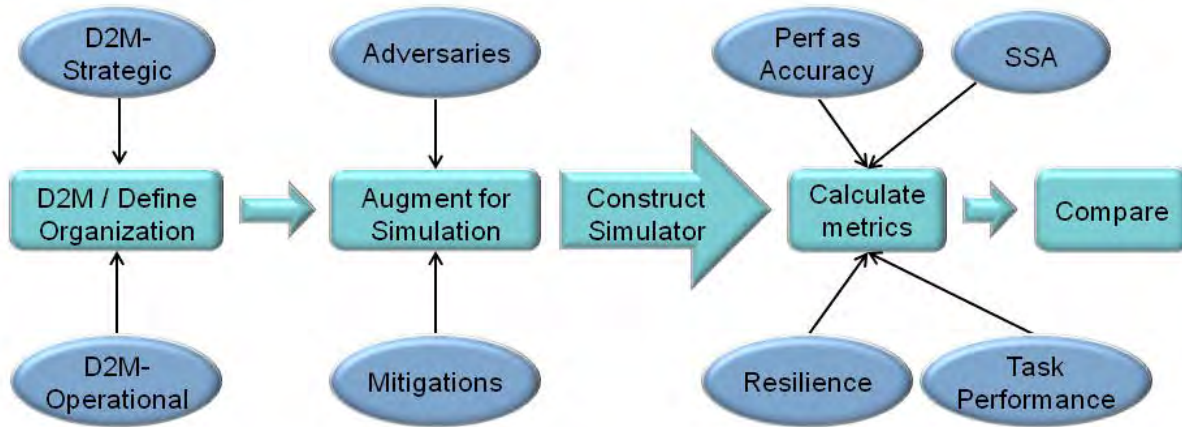 D2M-
Strategic
Adversaries
Perf as
Accuracy
SSA
D2M / Define
Organization
Augment for
Simulation
Construct
Simulator
Calculate
metrics
Compare
D2M-
Operational
Mitigations
Resilience
Task
Performance